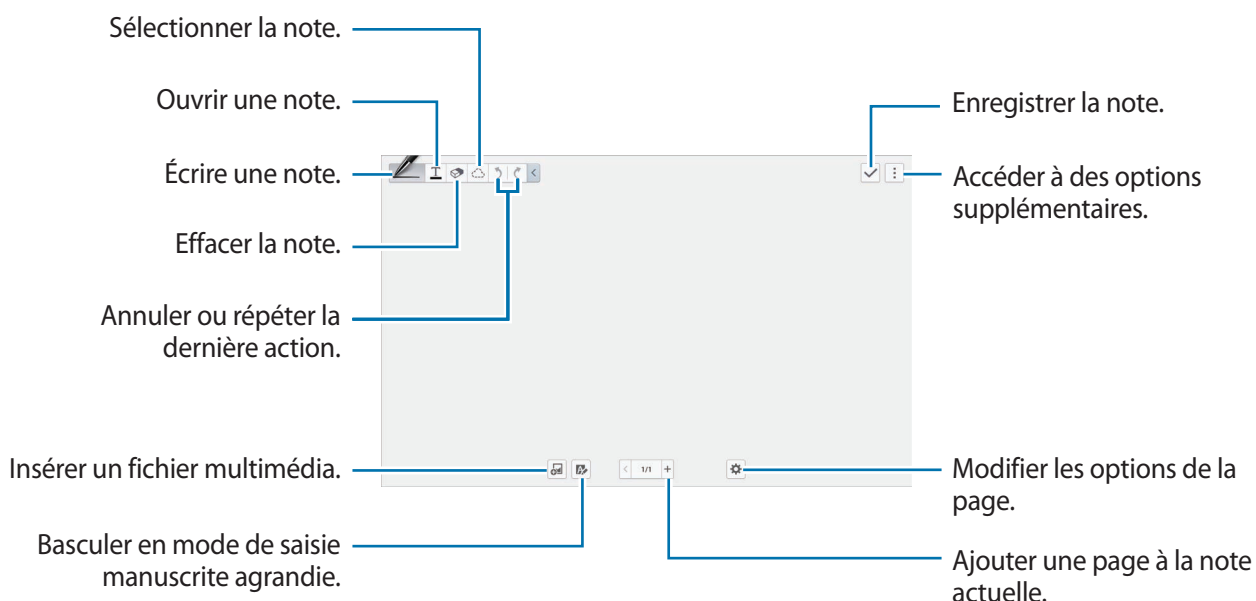 Sélectionner la note.
Ouvrir une note.
Écrire une note.
Effacer la note.
Annuler ou répéter la
dernière action.
Insérer un fichier multimédia.
Basculer en mode de saisie
manuscrite agrandie.
1/1
Enregistrer la note.
Accéder à des options
supplémentaires.
Modifier les options de la
page.
Ajouter une page à la note
actuelle.